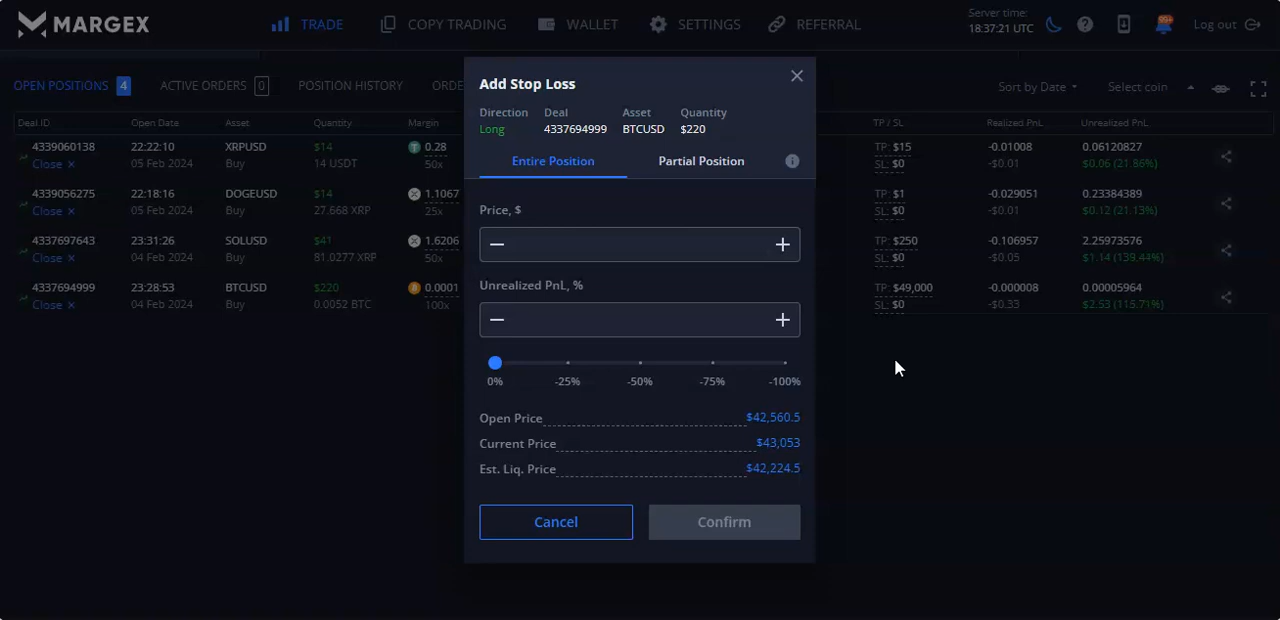 MARGEX TRADE COPY TRADING WALLET SETTINGS REFERRAL Server time: 18:37:21 UTC 99+ Log out
OPEN POSITIONS 4 ACTIVE ORDERS 0 POSITION HISTORY ORDE Sort by Date Select coin
Deal ID Open Date Asset Quantity Margin TP / SL Realized PnL Unrealized PnL
4339060138 22:22:10 XRPUSD $14 0.28 TP: $15 -0.01008 0.06120827
Close × 05 Feb 2024 Buy 14 USDT 50x SL: $0 -$0.01 $0.06 (21.86%)
4339056275 22:18:16 DOGEUSD $14 1.1067 TP: $1 -0.029051 0.23384389
Close × 05 Feb 2024 Buy 27.668 XRP 25x SL: $0 -$0.01 $0.12 (21.13%)
4337697643 23:31:26 SOLUSD $41 1.6206 TP: $250 -0.106957 2.25973576
Close × 04 Feb 2024 Buy 81.0277 XRP 50x SL: $0 -$0.05 $1.14 (139.44%)
4337694999 23:28:53 BTCUSD $220 0.0001 TP: $49,000 -0.000008 0.00005964
Close × 04 Feb 2024 Buy 0.0052 BTC 100x SL: $0 -$0.33 $2.53 (115.71%)
Add Stop Loss
Direction Deal Asset Quantity
Long 4337694999 BTCUSD $220
Entire Position Partial Position
Price, $
Unrealized PnL, %
0% -25% -50% -75% -100%
Open Price $42,560.5
Current Price $43,053
Est. Liq. Price $42,224.5
Cancel Confirm